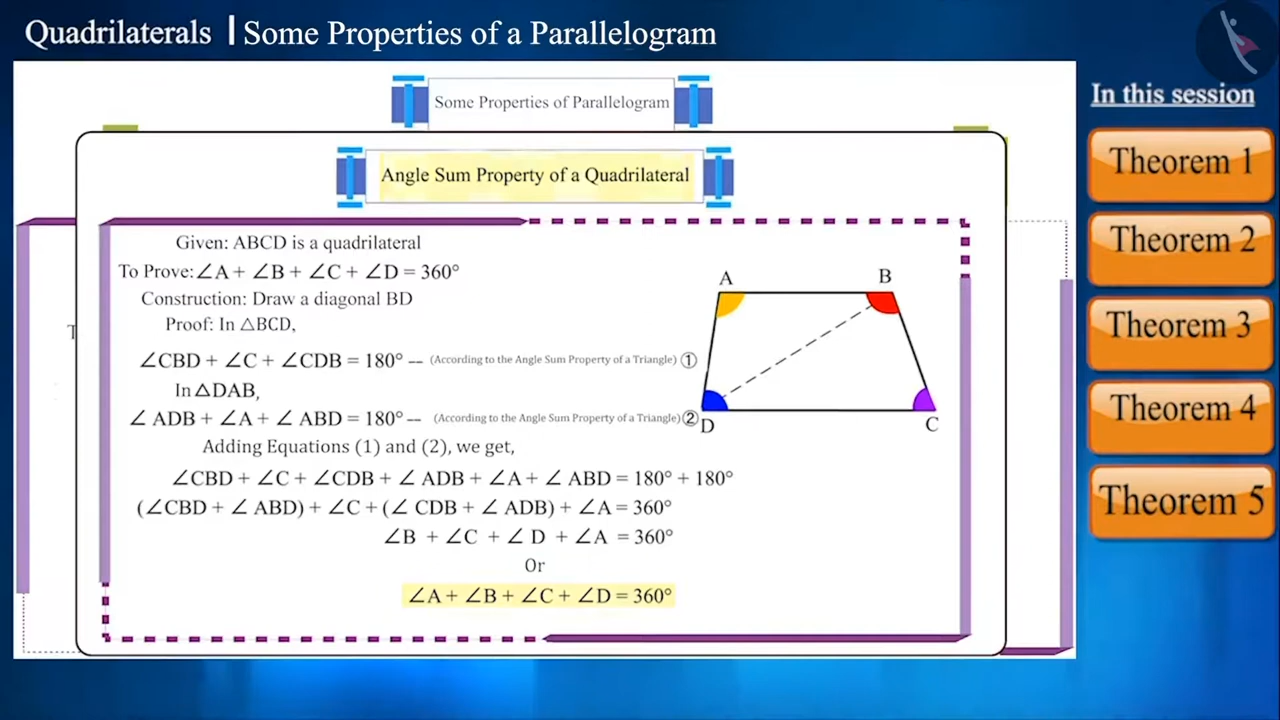 Quadrilaterals | Some Properties of a Parallelogram
In this session
Theorem 1
Theorem 2
Theorem 3
Theorem 4
Theorem 5
Some Properties of Parallelogram
Angle Sum Property of a Quadrilateral
Given: ABCD is a quadrilateral
To Prove: ∠A + ∠B + ∠C + ∠D = 360°
Construction: Draw a diagonal BD
Proof: In △BCD,
∠CBD + ∠C + ∠CDB = 180° -- (According to the Angle Sum Property of a Triangle) ①
In △DAB,
∠ ADB + ∠A + ∠ ABD = 180° -- (According to the Angle Sum Property of a Triangle) ②
Adding Equations (1) and (2), we get,
∠CBD + ∠C + ∠CDB + ∠ ADB + ∠A + ∠ ABD = 180° + 180°
(∠CBD + ∠ ABD) + ∠C + (∠ CDB + ∠ ADB) + ∠A = 360°
∠B + ∠C + ∠ D + ∠A = 360°
Or
∠A + ∠B + ∠C + ∠D = 360°
A
B
D
C